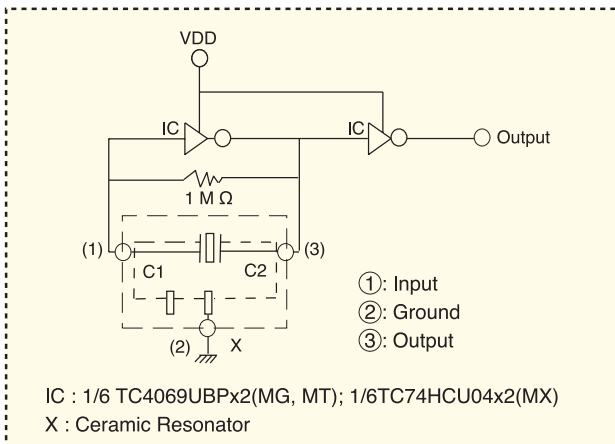 VDD
IC
IC
Output
1 M Ω
(1)
(3)
C1
C2
①: Input
②: Ground
③: Output
(2)
X
IC : 1/6 TC4069UBPx2(MG, MT); 1/6TC74HCU04x2(MX)
X : Ceramic Resonator